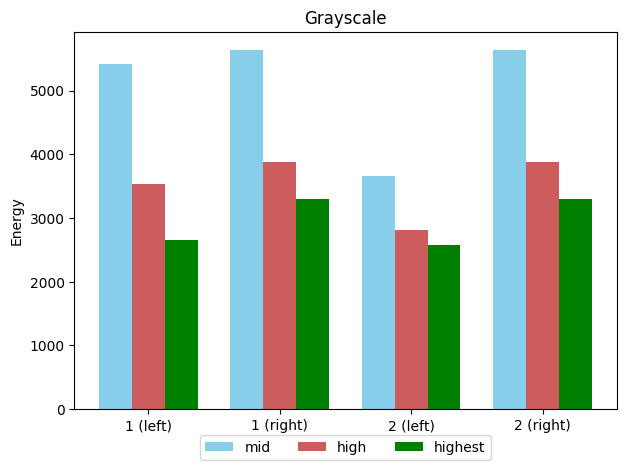 Grayscale
Energy
5000
4000
3000
2000
1000
0
1 (left)
1 (right)
2 (left)
2 (right)
mid
high
highest